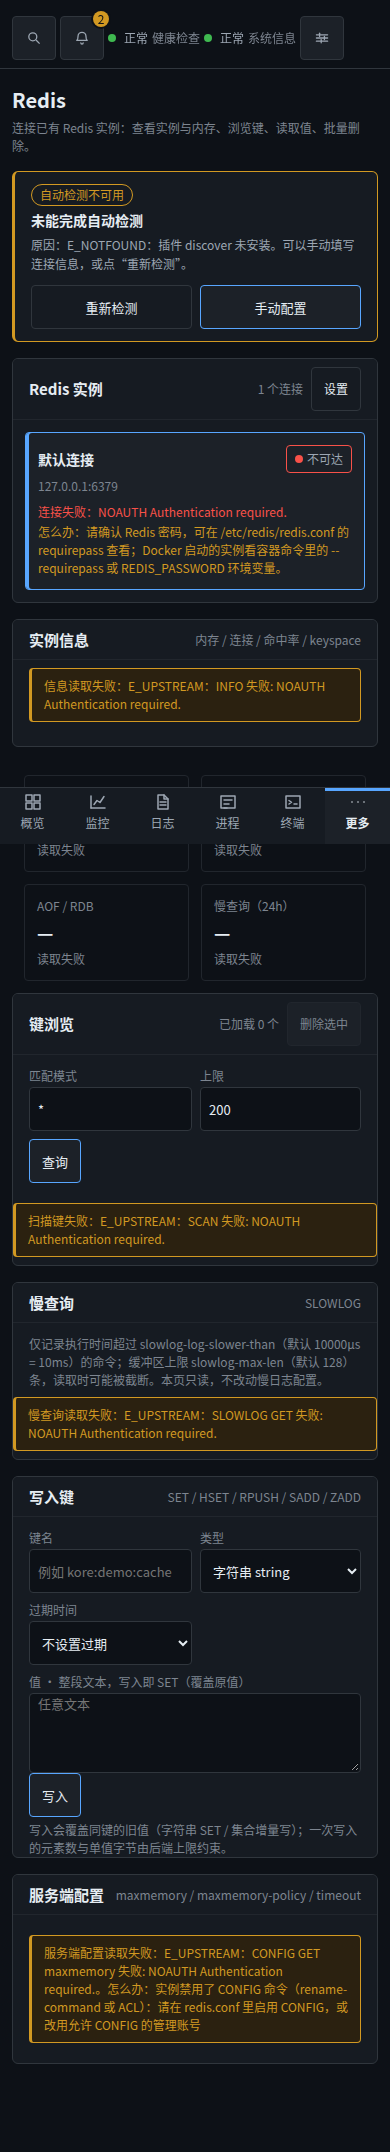 2
正常 健康检查 正常 系统信息
Redis
连接已有 Redis 实例：查看实例与内存、浏览键、读取值、批量删
除。
自动检测不可用
未能完成自动检测
原因：E_NOTFOUND：插件 discover 未安装。可以手动填写
连接信息，或点“重新检测”。
重新检测
手动配置
Redis 实例
1 个连接
设置
默认连接
不可达
127.0.0.1:6379
连接失败：NOAUTH Authentication required.
怎么办：请确认 Redis 密码，可在 /etc/redis/redis.conf 的
requirepass 查看；Docker 启动的实例看容器命令里的 --
requirepass 或 REDIS_PASSWORD 环境变量。
实例信息
内存 / 连接 / 命中率 / keyspace
信息读取失败：E_UPSTREAM：INFO 失败: NOAUTH
Authentication required.
概览
监控
日志
进程
终端
更多
读取失败
读取失败
AOF / RDB
—
读取失败
慢查询（24h）
—
读取失败
键浏览
已加载 0 个
删除选中
匹配模式
上限
*
200
查询
扫描键失败：E_UPSTREAM：SCAN 失败: NOAUTH
Authentication required.
慢查询
SLOWLOG
仅记录执行时间超过 slowlog-log-slower-than（默认 10000μs
= 10ms）的命令；缓冲区上限 slowlog-max-len（默认 128）
条，读取时可能被截断。本页只读，不改动慢日志配置。
慢查询读取失败：E_UPSTREAM：SLOWLOG GET 失败:
NOAUTH Authentication required.
写入键
SET / HSET / RPUSH / SADD / ZADD
键名
类型
例如 kore:demo:cache
字符串 string
过期时间
不设置过期
值 · 整段文本，写入即 SET（覆盖原值）
任意文本
写入
写入会覆盖同键的旧值（字符串 SET / 集合增量写）；一次写入
的元素数与单值字节由后端上限约束。
服务端配置
maxmemory / maxmemory-policy / timeout
服务端配置读取失败：E_UPSTREAM：CONFIG GET
maxmemory 失败: NOAUTH Authentication
required.。怎么办：实例禁用了 CONFIG 命令（rename-
command 或 ACL）：请在 redis.conf 里启用 CONFIG，或
改用允许 CONFIG 的管理账号